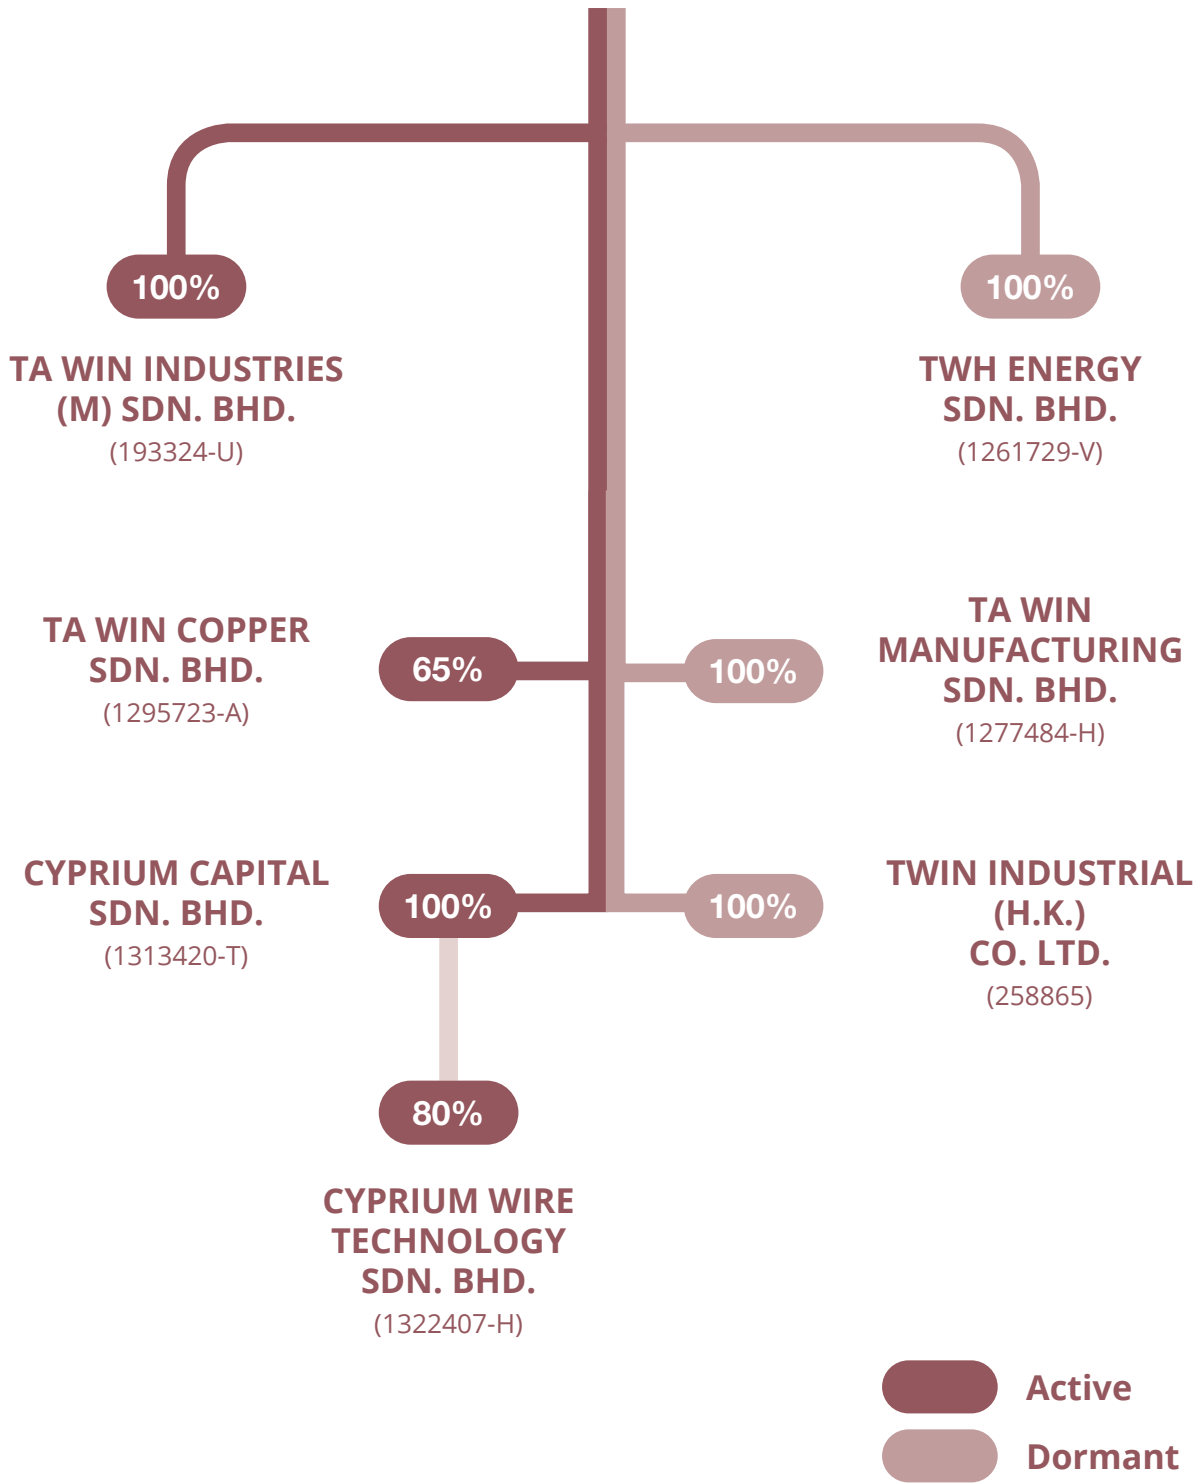 100%
TA WIN INDUSTRIES
(M) SDN. BHD.
(193324-U)
100%
TWH ENERGY
SDN. BHD.
(1261729-V)
TA WIN COPPER
SDN. BHD.
(1295723-A)
65%
100%
TA WIN
MANUFACTURING
SDN. BHD.
(1277484-H)
CYPRIUM CAPITAL
SDN. BHD.
(1313420-T)
100%
100%
TWIN INDUSTRIAL
(H.K.)
CO. LTD.
(258865)
80%
CYPRIUM WIRE
TECHNOLOGY
SDN. BHD.
(1322407-H)
Active
Dormant